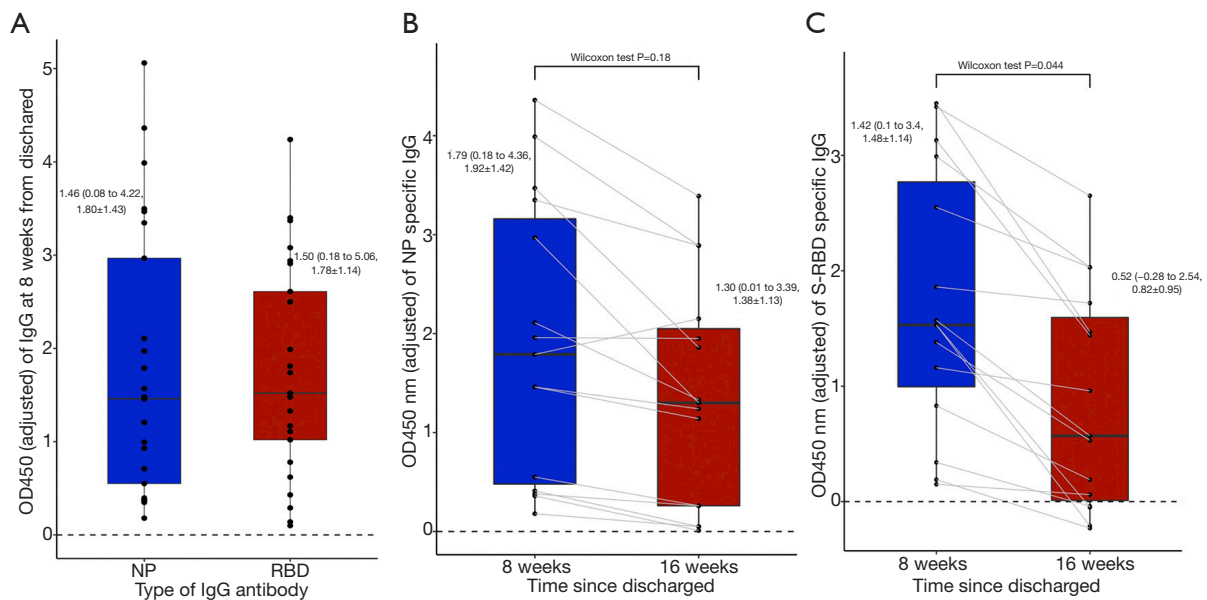 A
OD450 (adjusted) of IgG at 8 weeks from dischared
5
4
3
2
1
0
1.46 (0.08 to 4.22,
1.80±1.43)
1.50 (0.18 to 5.06,
1.78±1.14)
NP
RBD
Type of IgG antibody
B
OD450 nm (adjusted) of NP specific IgG
4
3
2
1
0
Wilcoxon test P=0.18
1.79 (0.18 to 4.36,
1.92±1.42)
1.30 (0.01 to 3.39,
1.38±1.13)
8 weeks
16 weeks
Time since discharged
C
OD450 nm (adjusted) of S-RBD specific IgG
3
2
1
0
Wilcoxon test P=0.044
1.42 (0.1 to 3.4,
1.48±1.14)
0.52 (−0.28 to 2.54,
0.82±0.95)
8 weeks
16 weeks
Time since discharged